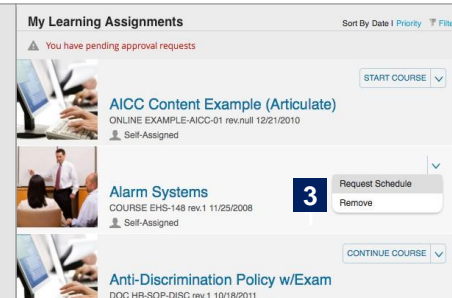 My Learning Assignments
Sort By Date | Priority
You have pending approval requests
START COURSE
AICC Content Example (Articulate)
ONLINE EXAMPLE-AICC-01 rev.null 12/21/2010
Self-Assigned
3
Request Schedule
Remove
Alarm Systems
COURSE EHS-148 rev.1 11/25/2008
Self-Assigned
CONTINUE COURSE
Anti-Discrimination Policy w/Exam
DOC HR-SOP-DISC rev.1 10/18/2011